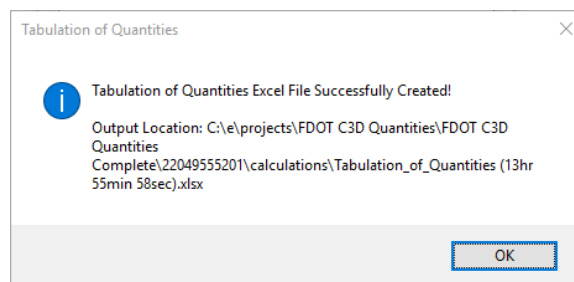 Tabulation of Quantities
Tabulation of Quantities Excel File Successfully Created!
Output Location: C:\e\projects\FDOT C3D Quantities\FDOT C3D
Quantities
Complete\22049555201\calculations\Tabulation_of_Quantities (13hr
55min 58sec).xlsx
OK